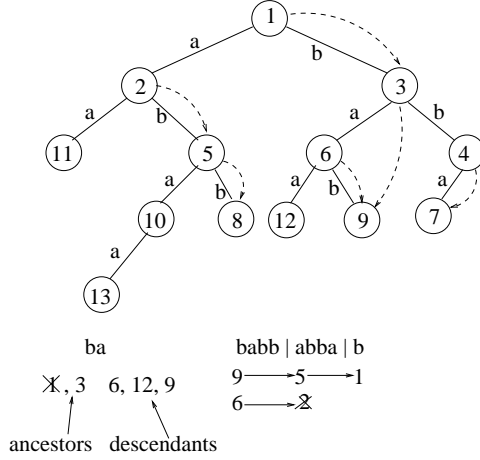 1
a
b
2
3
a
b
a
b
11
5
6
4
a
b
a
b
a
10
8
12
9
7
a
13
ba
babb | abba | b
1, 3 6, 12, 9
9 5 1
6 2
ancestors descendants